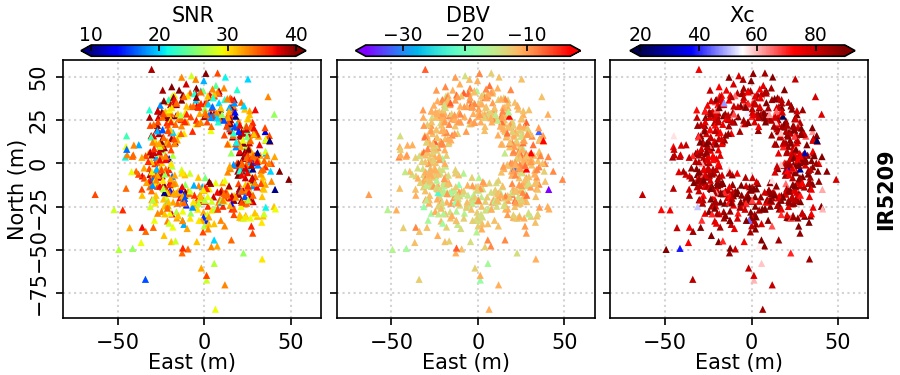 SNR DBV Xc
10 20 30 40 −30 −20 −10 20 40 60 80
50
25
0
−25
−50
−75
North (m)
−50 0 50 −50 0 50 −50 0 50
East (m) East (m) East (m)
IR5209